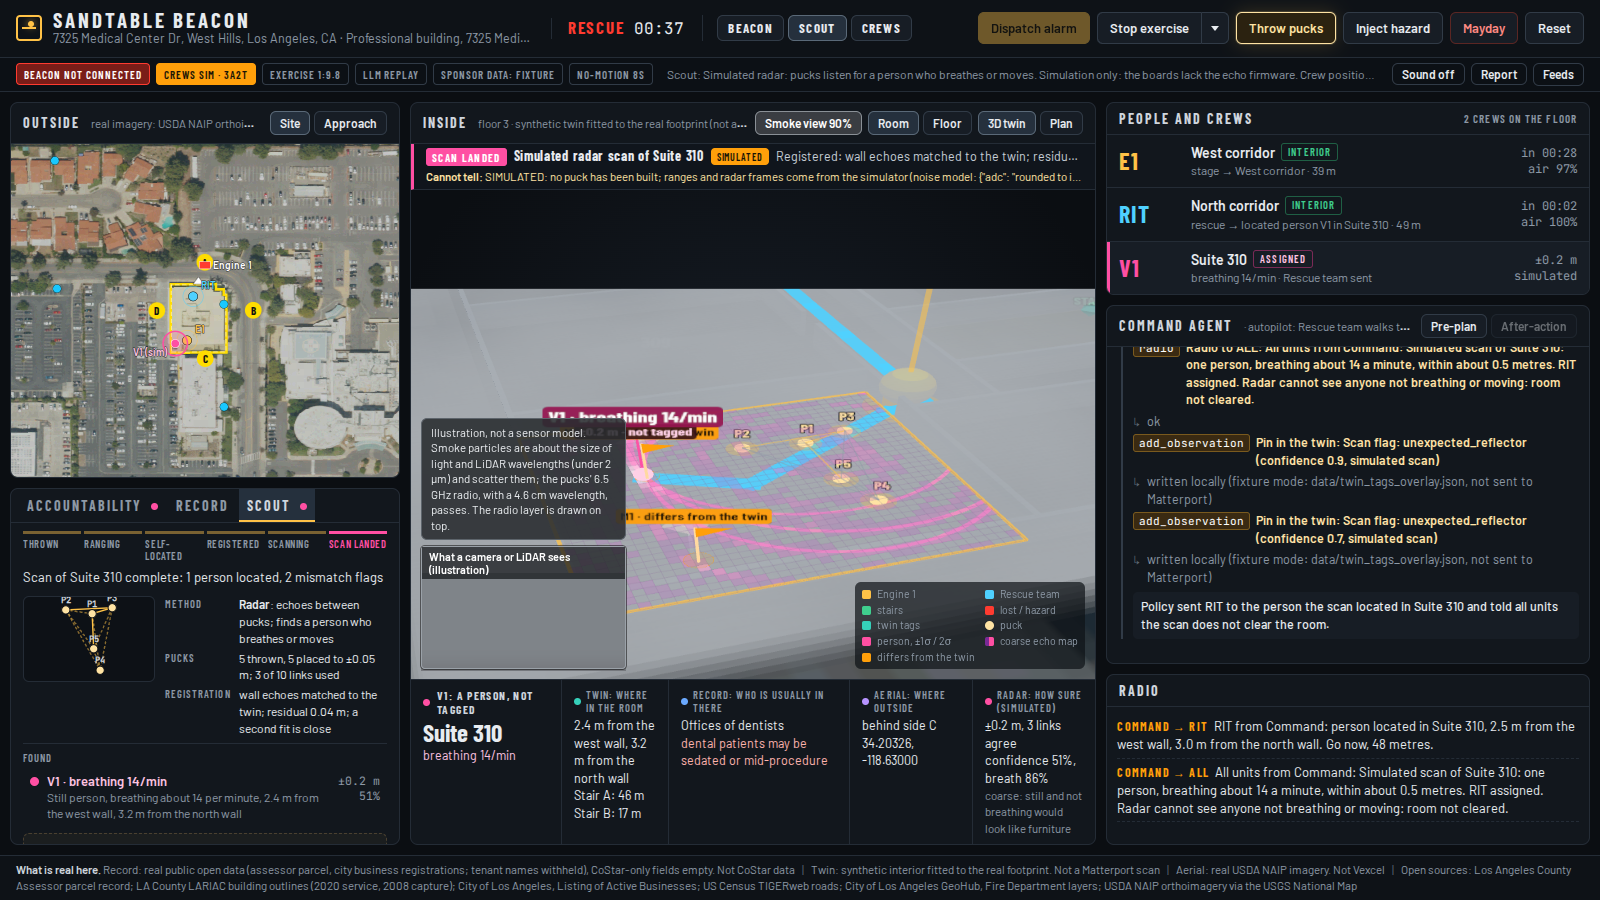 SANDTABLE BEACON
7325 Medical Center Dr, West Hills, Los Angeles, CA · Professional building, 7325 Medi...
RESCUE 00:37
BEACON SCOUT CREWS
Dispatch alarm Stop exercise Throw pucks Inject hazard Mayday Reset
BEACON NOT CONNECTED CREWS SIM · 3A2T EXERCISE 1:9.8 LLM REPLAY SPONSOR DATA: FIXTURE NO-MOTION 8S
Scout: Simulated radar: pucks listen for a person who breathes or moves. Simulation only: the boards lack the echo firmware. Crew positio...
Sound off Report Feeds
OUTSIDE real imagery: USDA NAIP orthoi... Site Approach
Engine 1
RIT
D
B
E1
V1 (sim)
C
ACCOUNTABILITY RECORD SCOUT
THROWN RANGING SELF-LOCATED REGISTERED SCANNING SCAN LANDED
Scan of Suite 310 complete: 1 person located, 2 mismatch flags
P2 P1 P3
P5
P4
METHOD Radar: echoes between
pucks; finds a person who
breathes or moves
PUCKS 5 thrown, 5 placed to ±0.05
m; 3 of 10 links used
REGISTRATION wall echoes matched to the
twin; residual 0.04 m; a
second fit is close
FOUND
V1 · breathing 14/min ±0.2 m
Still person, breathing about 14 per minute, 2.4 m from 51%
the west wall, 3.2 m from the north wall
INSIDE floor 3 · synthetic twin fitted to the real footprint (not a... Smoke view 90% Room Floor 3D twin Plan
SCAN LANDED Simulated radar scan of Suite 310 SIMULATED Registered: wall echoes matched to the twin; residu...
Cannot tell: SIMULATED: no puck has been built; ranges and radar frames come from the simulator (noise model: {"adc": "rounded to i...
V1 · breathing 14/min
not tagged
P3
P1
P2
P5
P4
differs from the twin
Illustration, not a sensor model.
Smoke particles are about the size of
light and LiDAR wavelengths (under 2
µm) and scatter them; the pucks' 6.5
GHz radio, with a 4.6 cm wavelength,
passes. The radio layer is drawn on
top.
What a camera or LiDAR sees
(illustration)
Engine 1 Rescue team
stairs lost / hazard
twin tags puck
person, ±1σ / 2σ coarse echo map
differs from the twin
V1: A PERSON, NOT
TAGGED
Suite 310
breathing 14/min
TWIN: WHERE
IN THE ROOM
2.4 m from the
west wall, 3.2
m from the
north wall
Stair A: 46 m
Stair B: 17 m
RECORD: WHO IS USUALLY IN
THERE
Offices of dentists
dental patients may be
sedated or mid-procedure
AERIAL: WHERE
OUTSIDE
behind side C
34.20326,
-118.63000
RADAR: HOW SURE
(SIMULATED)
±0.2 m, 3 links
agree
confidence 51%,
breath 86%
coarse: still and not
breathing would
look like furniture
PEOPLE AND CREWS 2 CREWS ON THE FLOOR
E1 West corridor INTERIOR in 00:28
stage → West corridor · 39 m air 97%
RIT North corridor INTERIOR in 00:02
rescue → located person V1 in Suite 310 · 49 m air 100%
V1 Suite 310 ASSIGNED ±0.2 m
breathing 14/min · Rescue team sent simulated
COMMAND AGENT · autopilot: Rescue team walks t... Pre-plan After-action
radio Radio to ALL: All units from Command: Simulated scan of Suite 310:
one person, breathing about 14 a minute, within about 0.5 metres. RIT
assigned. Radar cannot see anyone not breathing or moving: room
not cleared.
↳ ok
add_observation Pin in the twin: Scan flag: unexpected_reflector
(confidence 0.9, simulated scan)
↳ written locally (fixture mode: data/twin_tags_overlay.json, not sent to
Matterport)
add_observation Pin in the twin: Scan flag: unexpected_reflector
(confidence 0.7, simulated scan)
↳ written locally (fixture mode: data/twin_tags_overlay.json, not sent to
Matterport)
Policy sent RIT to the person the scan located in Suite 310 and told all units
the scan does not clear the room.
RADIO
COMMAND → RIT RIT from Command: person located in Suite 310, 2.5 m from the
west wall, 3.0 m from the north wall. Go now, 48 metres.
COMMAND → ALL All units from Command: Simulated scan of Suite 310: one
person, breathing about 14 a minute, within about 0.5 metres. RIT assigned.
Radar cannot see anyone not breathing or moving: room not cleared.
What is real here. Record: real public open data (assessor parcel, city business registrations; tenant names withheld), CoStar-only fields empty. Not CoStar data | Twin: synthetic interior fitted to the real footprint. Not a Matterport scan | Aerial: real USDA NAIP imagery. Not Vexcel | Open sources: Los Angeles County
Assessor parcel record; LA County LARIAC building outlines (2020 service, 2008 capture); City of Los Angeles, Listing of Active Businesses; US Census TIGERweb roads; City of Los Angeles GeoHub, Fire Department layers; USDA NAIP orthoimagery via the USGS National Map